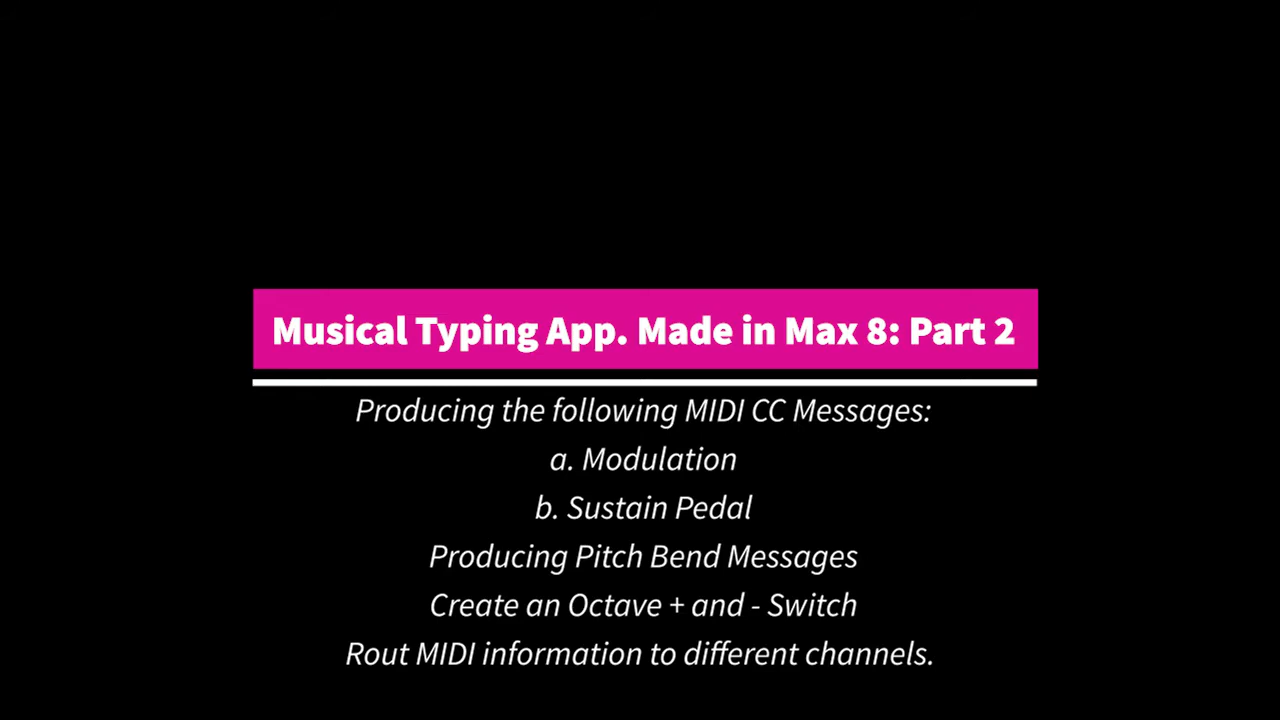 Musical Typing App. Made in Max 8: Part 2
Producing the following MIDI CC Messages:
a. Modulation
b. Sustain Pedal
Producing Pitch Bend Messages
Create an Octave + and - Switch
Rout MIDI information to different channels.